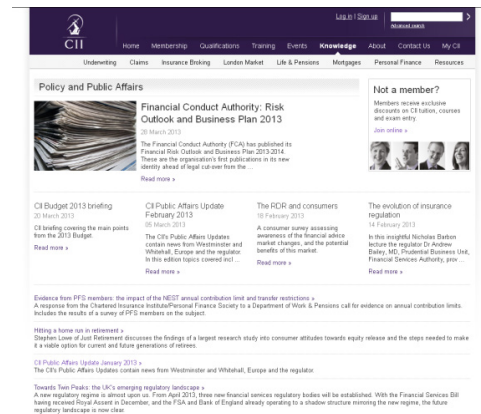 Log in | Sign up
Advanced search
CII
Home Membership Qualifications Training Events Knowledge About Contact Us My CII
Underwriting Claims Insurance Broking London Market Life & Pensions Mortgages Personal Finance Resources
Policy and Public Affairs
Financial Conduct Authority: Risk
Outlook and Business Plan 2013
26 March 2013
The Financial Conduct Authority (FCA) has published its
Financial Risk Outlook and Business Plan 2013-2014.
These are the organisation's first publications in its new
identity ahead of legal cut-over from the ...
Read more »
Not a member?
Members receive exclusive
discounts on CII tuition, courses
and exam entry.
Join online »
CII Budget 2013 briefing
20 March 2013
CII briefing covering the main points
from the 2013 Budget.
Read more »
CII Public Affairs Update
February 2013
05 March 2013
The CII's Public Affairs Updates
contain news from Westminster and
Whitehall, Europe and the regulator.
In this edition topics covered incl ...
Read more »
The RDR and consumers
18 February 2013
A consumer survey assessing
awareness of the financial advice
market changes, and the potential
benefits of this market.
Read more »
The evolution of insurance
regulation
14 February 2013
In this insightful Nicholas Barbon
lecture the regulator Dr Andrew
Bailey, MD, Prudential Business Unit,
Financial Services Authority, prov ...
Read more »
Evidence from PFS members: the impact of the NEST annual contribution limit and transfer restrictions »
A response from the Chartered Insurance Institute/Personal Finance Society to a Department of Work & Pensions call for evidence on annual contribution limits.
Includes the results of a survey of PFS members on the subject.
Hitting a home run in retirement »
Stephen Lowe of Just Retirement discusses the findings of a largest research study into consumer attitudes towards equity release and the steps needed to make
it a viable option for current and future generations of retirees.
CII Public Affairs Update January 2013 »
The CII's Public Affairs Updates contain news from Westminster and Whitehall, Europe and the regulator.
Towards Twin Peaks: the UK's emerging regulatory landscape »
A new regulatory regime is almost upon us. From April 2013, three new financial services regulatory bodies will be established. With the Financial Services Bill
having received Royal Assent in December, and the FSA and Bank of England already operating to a shadow structure mirroring the new regime, the future
regulatory landscape is now clear.